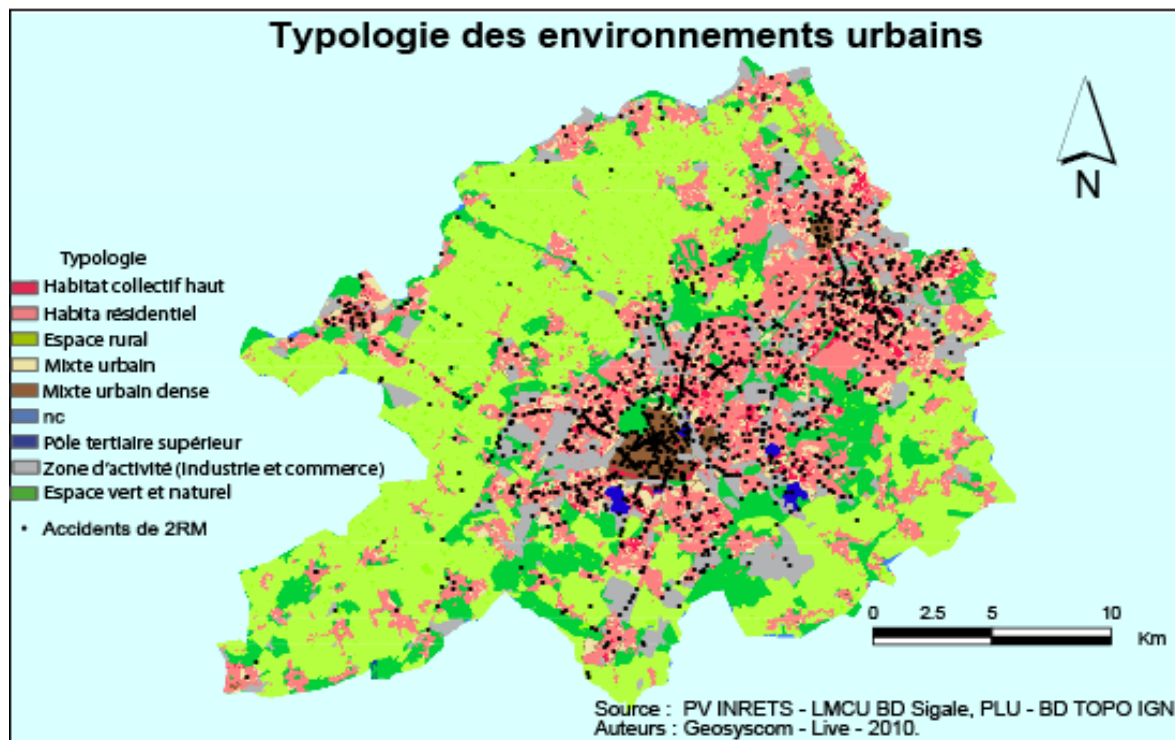 Typologie des environnements urbains
N
Typologie
Habitat collectif haut
Habita résidentiel
Espace rural
Mixte urbain
Mixte urbain dense
nc
Pôle tertiaire supérieur
Zone d'activité (Industrie et commerce)
Espace vert et naturel
Accidents de 2RM
0 2.5 5 10
Km
Source : PV INRETS - LMCU BD Sigale, PLU - BD TOPO IGN
Auteurs : Geosyscom - Live - 2010.